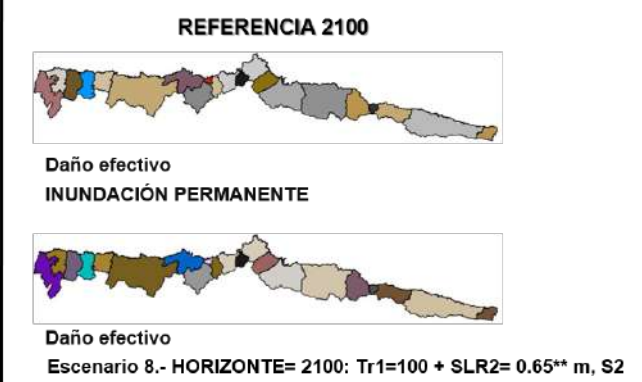 REFERENCIA 2100
Daño efectivo
INUNDACIÓN PERMANENTE
Daño efectivo
Escenario 8.- HORIZONTE= 2100: Tr1=100 + SLR2= 0.65** m, S2